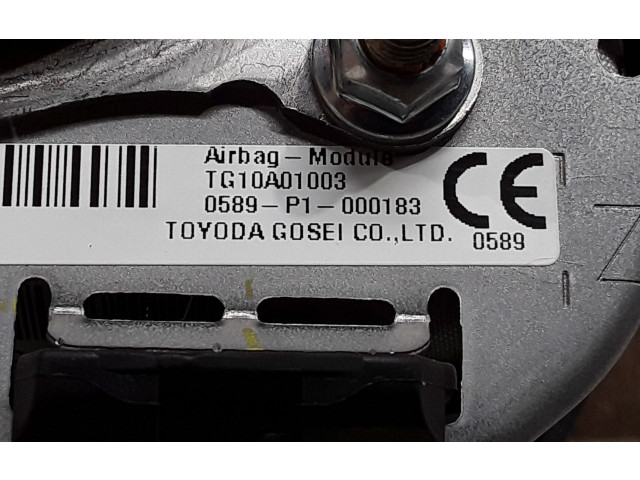 Airbag-Module
TG10A01003
0589-P1-000183
TOYODA GOSEI CO.,LTD.
CE
0589